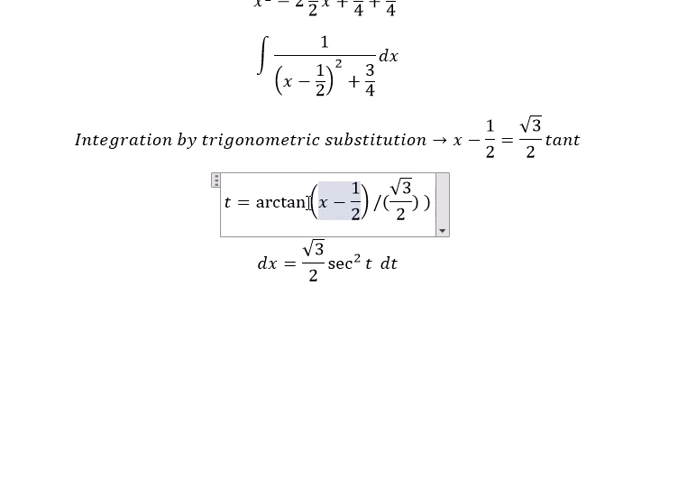 ∫ 1/((x − 1/2)² + 3/4) dx
Integration by trigonometric substitution → x − 1/2 = √3/2 tant
t = arctan((x − 1/2)/(√3/2))
dx = √3/2 sec² t dt